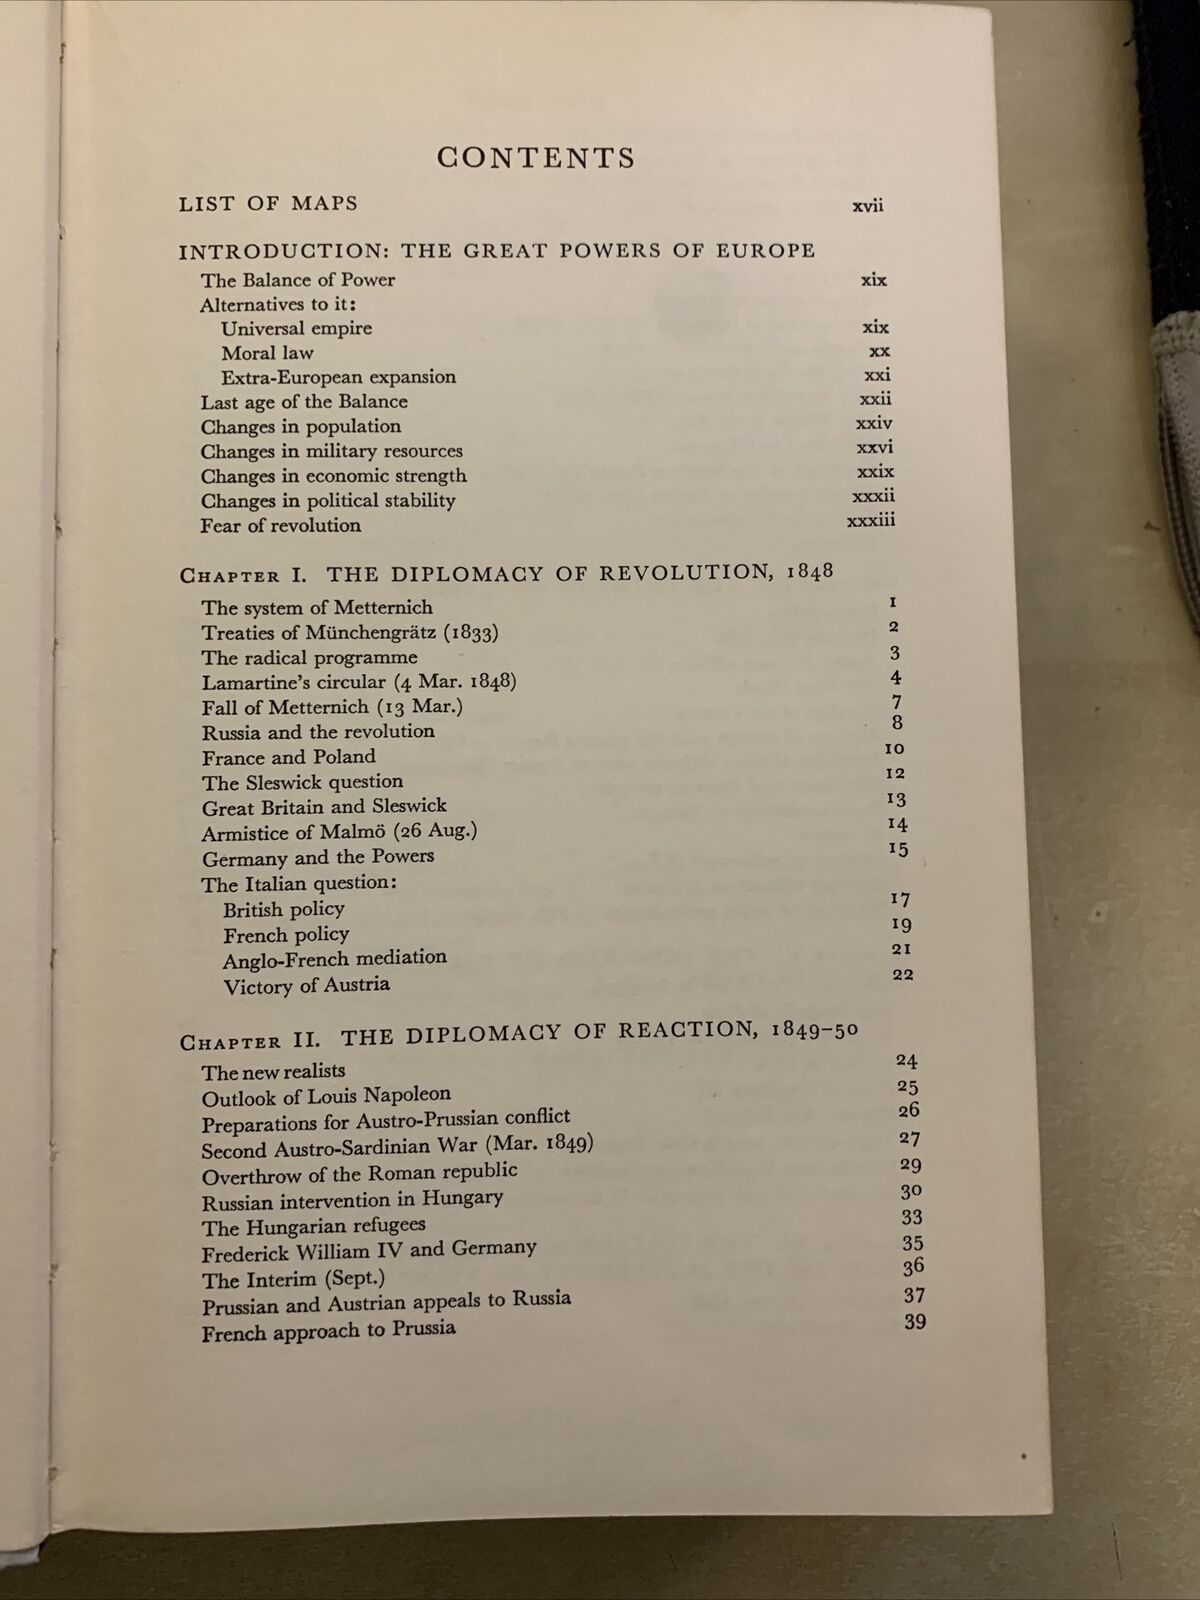 CONTENTS
LIST OF MAPS xvii
INTRODUCTION: THE GREAT POWERS OF EUROPE
The Balance of Power xix
Alternatives to it:
Universal empire xix
Moral law xx
Extra-European expansion xxi
Last age of the Balance xxii
Changes in population xxiv
Changes in military resources xxvi
Changes in economic strength xxix
Changes in political stability xxxii
Fear of revolution xxxiii
CHAPTER I. THE DIPLOMACY OF REVOLUTION, 1848
The system of Metternich 1
Treaties of Münchengrätz (1833) 2
The radical programme 3
Lamartine's circular (4 Mar. 1848) 4
Fall of Metternich (13 Mar.) 7
Russia and the revolution 8
France and Poland 10
The Sleswick question 12
Great Britain and Sleswick 13
Armistice of Malmö (26 Aug.) 14
Germany and the Powers 15
The Italian question:
British policy 17
French policy 19
Anglo-French mediation 21
Victory of Austria 22
CHAPTER II. THE DIPLOMACY OF REACTION, 1849–50
The new realists 24
Outlook of Louis Napoleon 25
Preparations for Austro-Prussian conflict 26
Second Austro-Sardinian War (Mar. 1849) 27
Overthrow of the Roman republic 29
Russian intervention in Hungary 30
The Hungarian refugees 33
Frederick William IV and Germany 35
The Interim (Sept.) 36
Prussian and Austrian appeals to Russia 37
French approach to Prussia 39